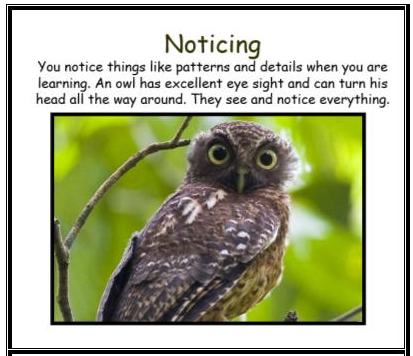 Noticing
You notice things like patterns and details when you are
learning. An owl has excellent eye sight and can turn his
head all the way around. They see and notice everything.